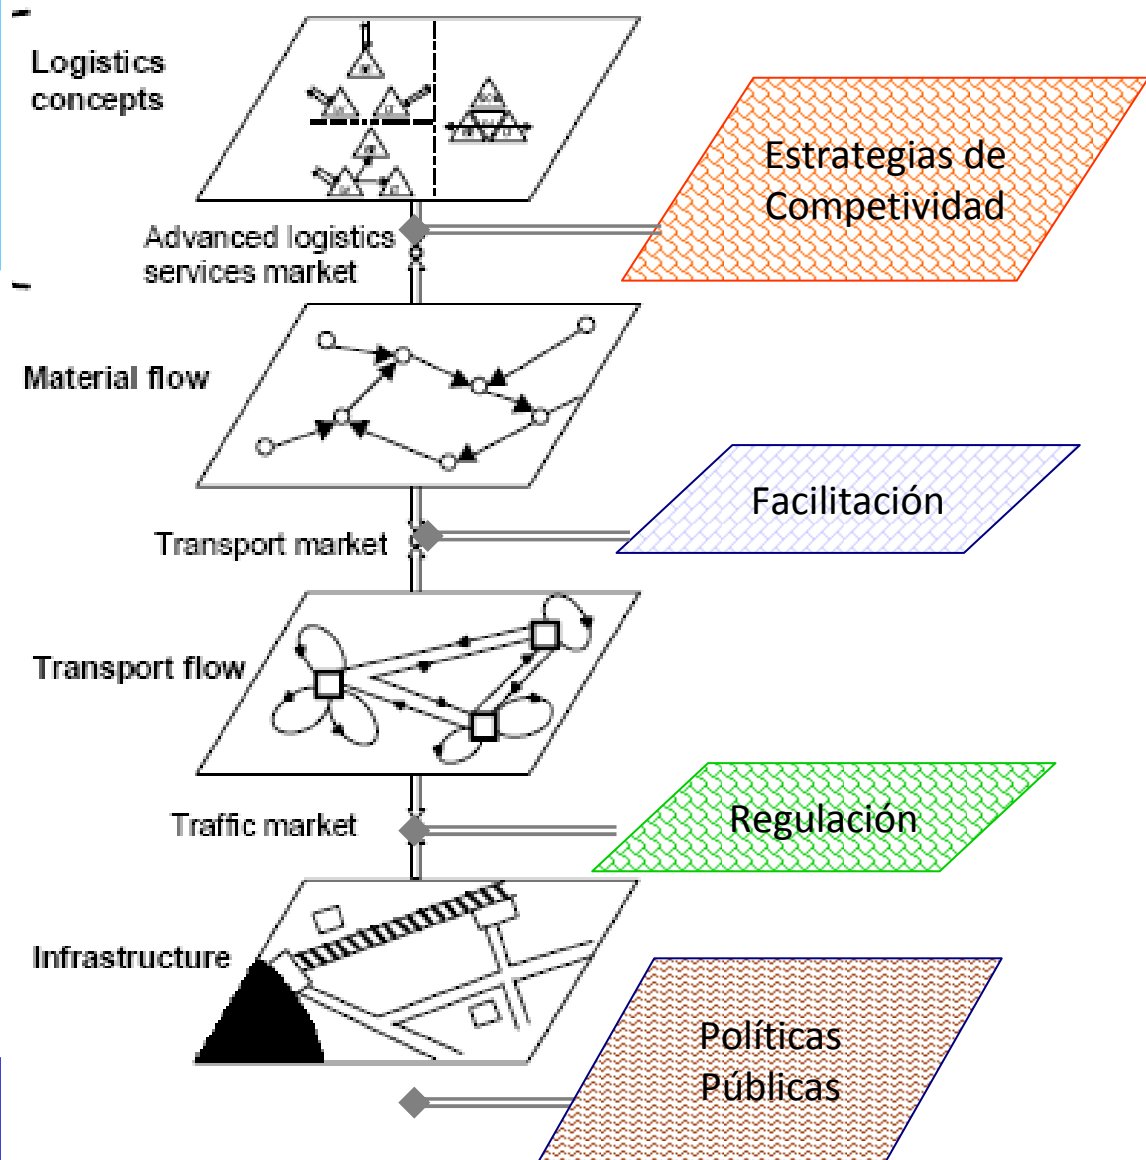 Logistics
concepts
Estrategias de
Competividad
Advanced logistics
services market
Material flow
Facilitación
Transport market
Transport flow
Regulación
Traffic market
Infrastructure
Políticas
Públicas